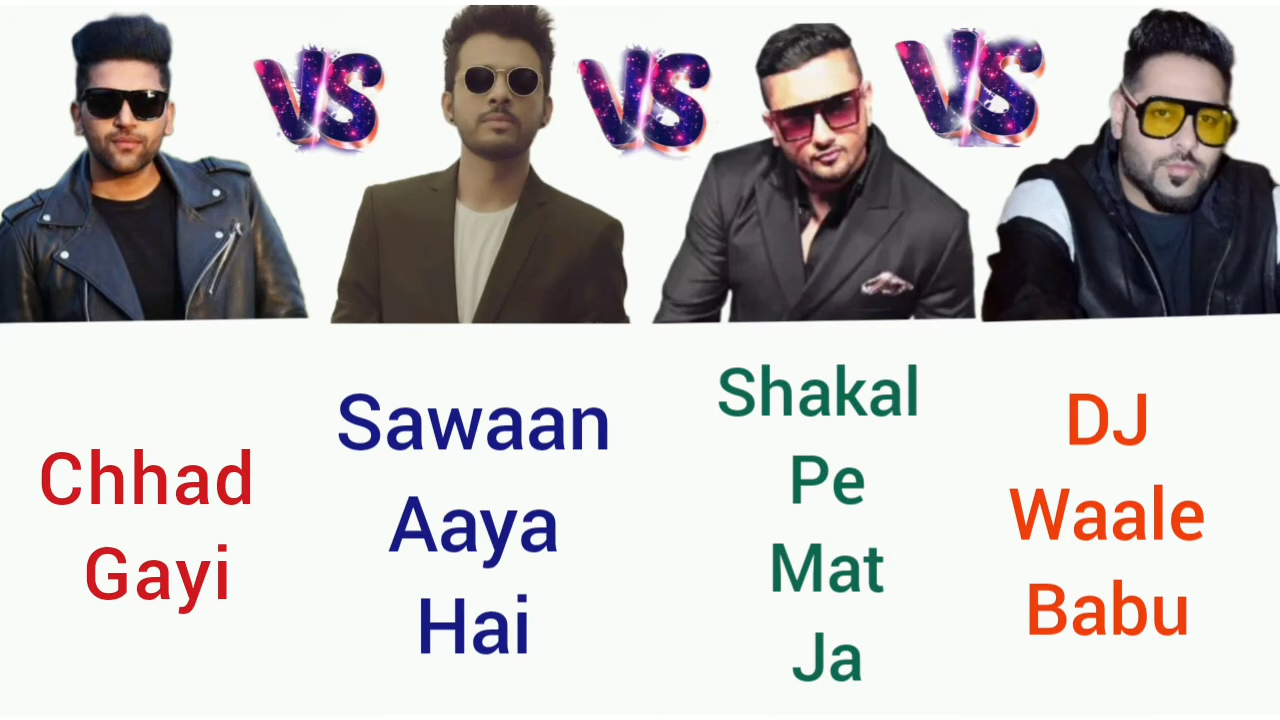 VS
VS
VS
Chhad
Gayi
Sawaan
Aaya
Hai
Shakal
Pe
Mat
Ja
DJ
Waale
Babu